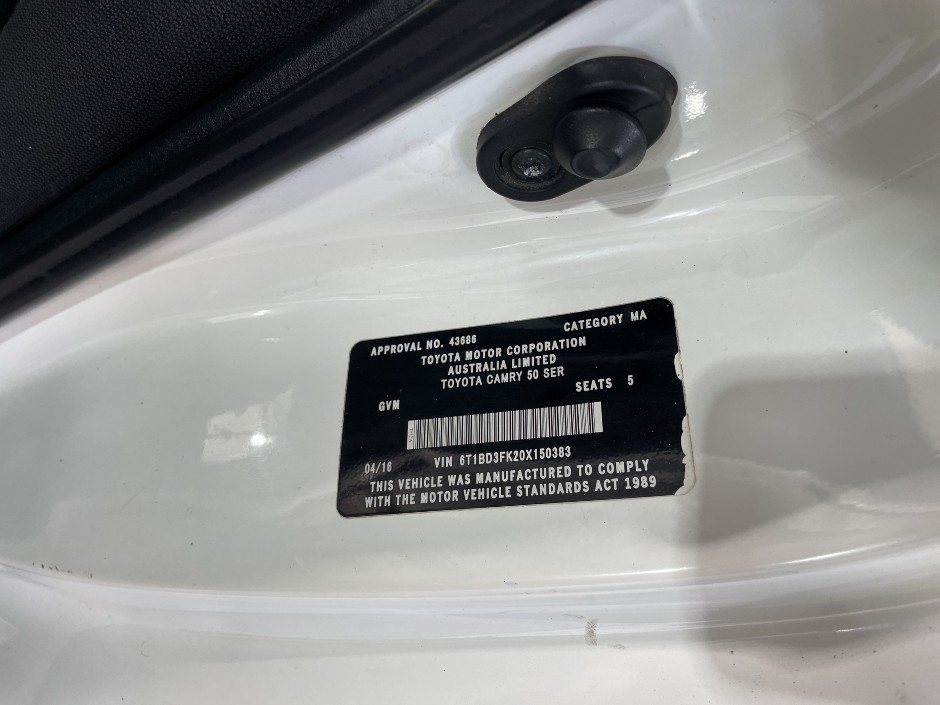 APPROVAL NO. 43686 CATEGORY MA
TOYOTA MOTOR CORPORATION
AUSTRALIA LIMITED
TOYOTA CAMRY 50 SER
GVM SEATS 5
04/16 VIN 6T1BD3FK20X150383
THIS VEHICLE WAS MANUFACTURED TO COMPLY
WITH THE MOTOR VEHICLE STANDARDS ACT 1989